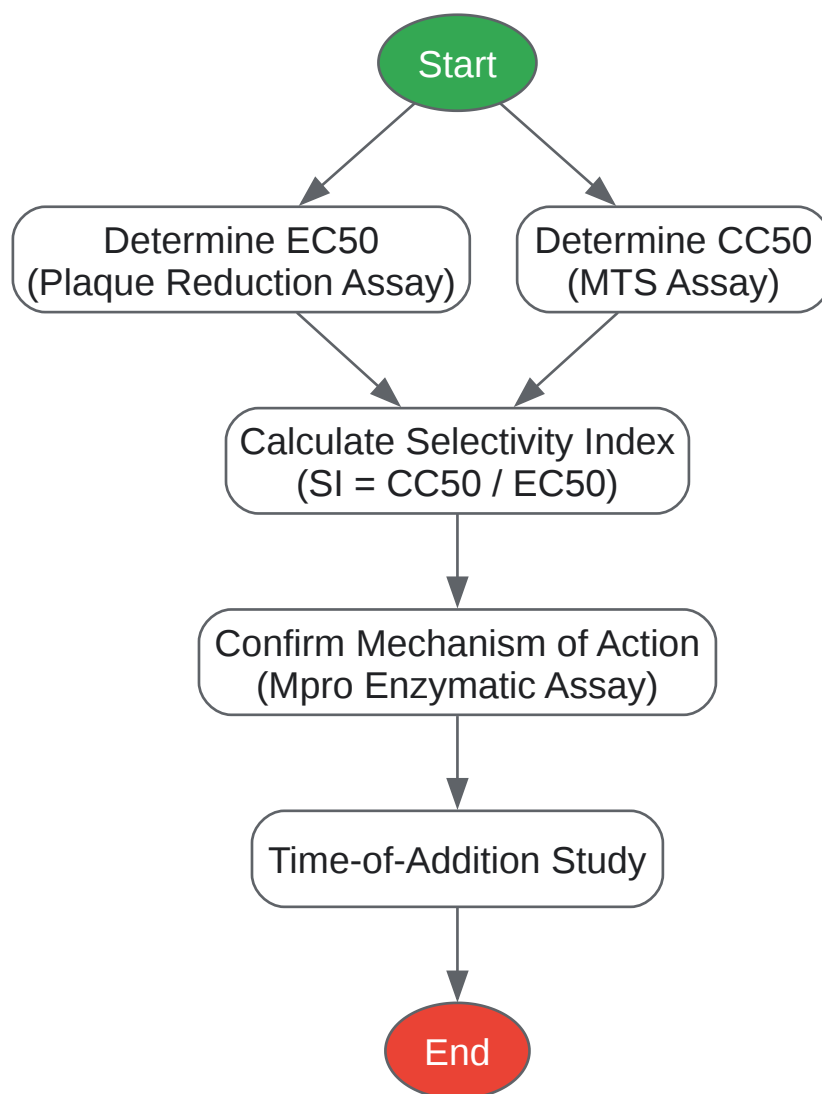 Start
Determine EC50
(Plaque Reduction Assay)
Determine CC50
(MTS Assay)
Calculate Selectivity Index
(SI = CC50 / EC50)
Confirm Mechanism of Action
(Mpro Enzymatic Assay)
Time-of-Addition Study
End